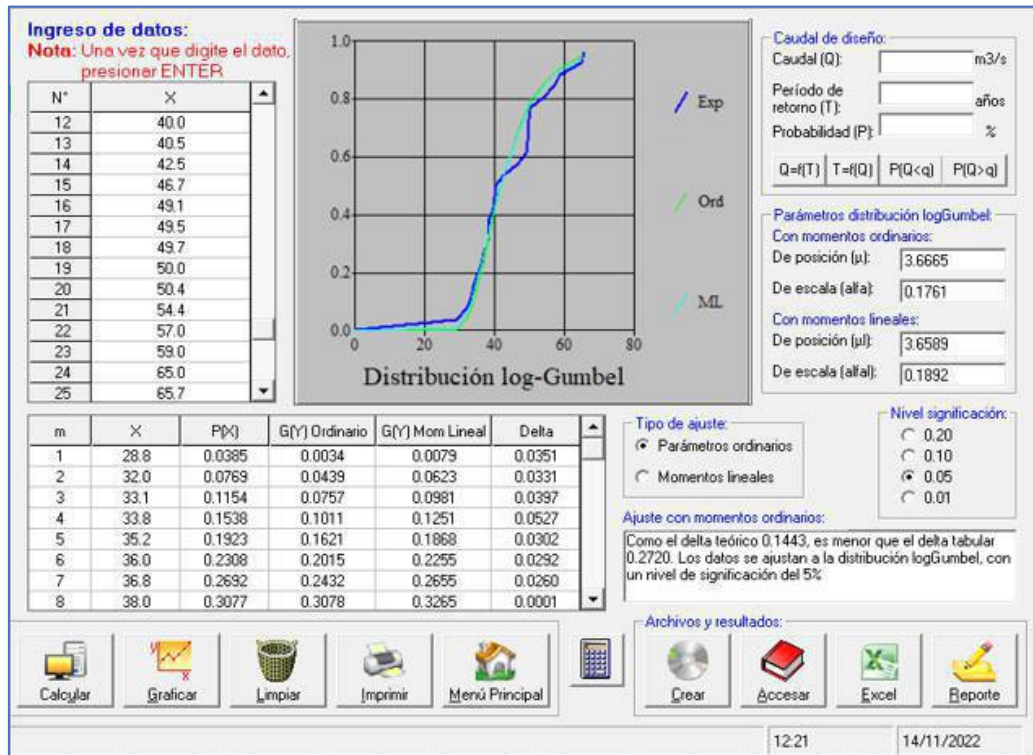 Ingreso de datos:
Nota: Una vez que digite el dato,
presionar ENTER
N° X
12 40.0
13 40.5
14 42.5
15 46.7
16 49.1
17 49.5
18 49.7
19 50.0
20 50.4
21 54.4
22 57.0
23 59.0
24 65.0
25 65.7
1.0
0.8
0.6
0.4
0.2
0.0
0 20 40 60 80
Exp
Ord
ML
Distribución log-Gumbel
Caudal de diseño:
Caudal (Q): m3/s
Período de
retorno (T): años
Probabilidad (P): %
Q=f(T) T=f(Q) P(Q<q) P(Q>q)
Parámetros distribución logGumbel:
Con momentos ordinarios:
De posición (µ): 3.6665
De escala (alfa): 0.1761
Con momentos lineales:
De posición (µl): 3.6589
De escala (alfal): 0.1892
m X P(X) G(Y) Ordinario G(Y) Mom Lineal Delta
1 28.8 0.0385 0.0034 0.0079 0.0351
2 32.0 0.0769 0.0439 0.0623 0.0331
3 33.1 0.1154 0.0757 0.0981 0.0397
4 33.8 0.1538 0.1011 0.1251 0.0527
5 35.2 0.1923 0.1621 0.1868 0.0302
6 36.0 0.2308 0.2015 0.2255 0.0292
7 36.8 0.2692 0.2432 0.2655 0.0260
8 38.0 0.3077 0.3078 0.3265 0.0001
Tipo de ajuste:
Parámetros ordinarios
Momentos lineales
Nivel significación:
0.20
0.10
0.05
0.01
Ajuste con momentos ordinarios:
Como el delta teórico 0.1443, es menor que el delta tabular
0.2720. Los datos se ajustan a la distribución logGumbel, con
un nivel de significación del 5%
Calcular Graficar Limpiar Imprimir Menú Principal
Archivos y resultados:
Crear Accesar Excel Reporte
12:21 14/11/2022